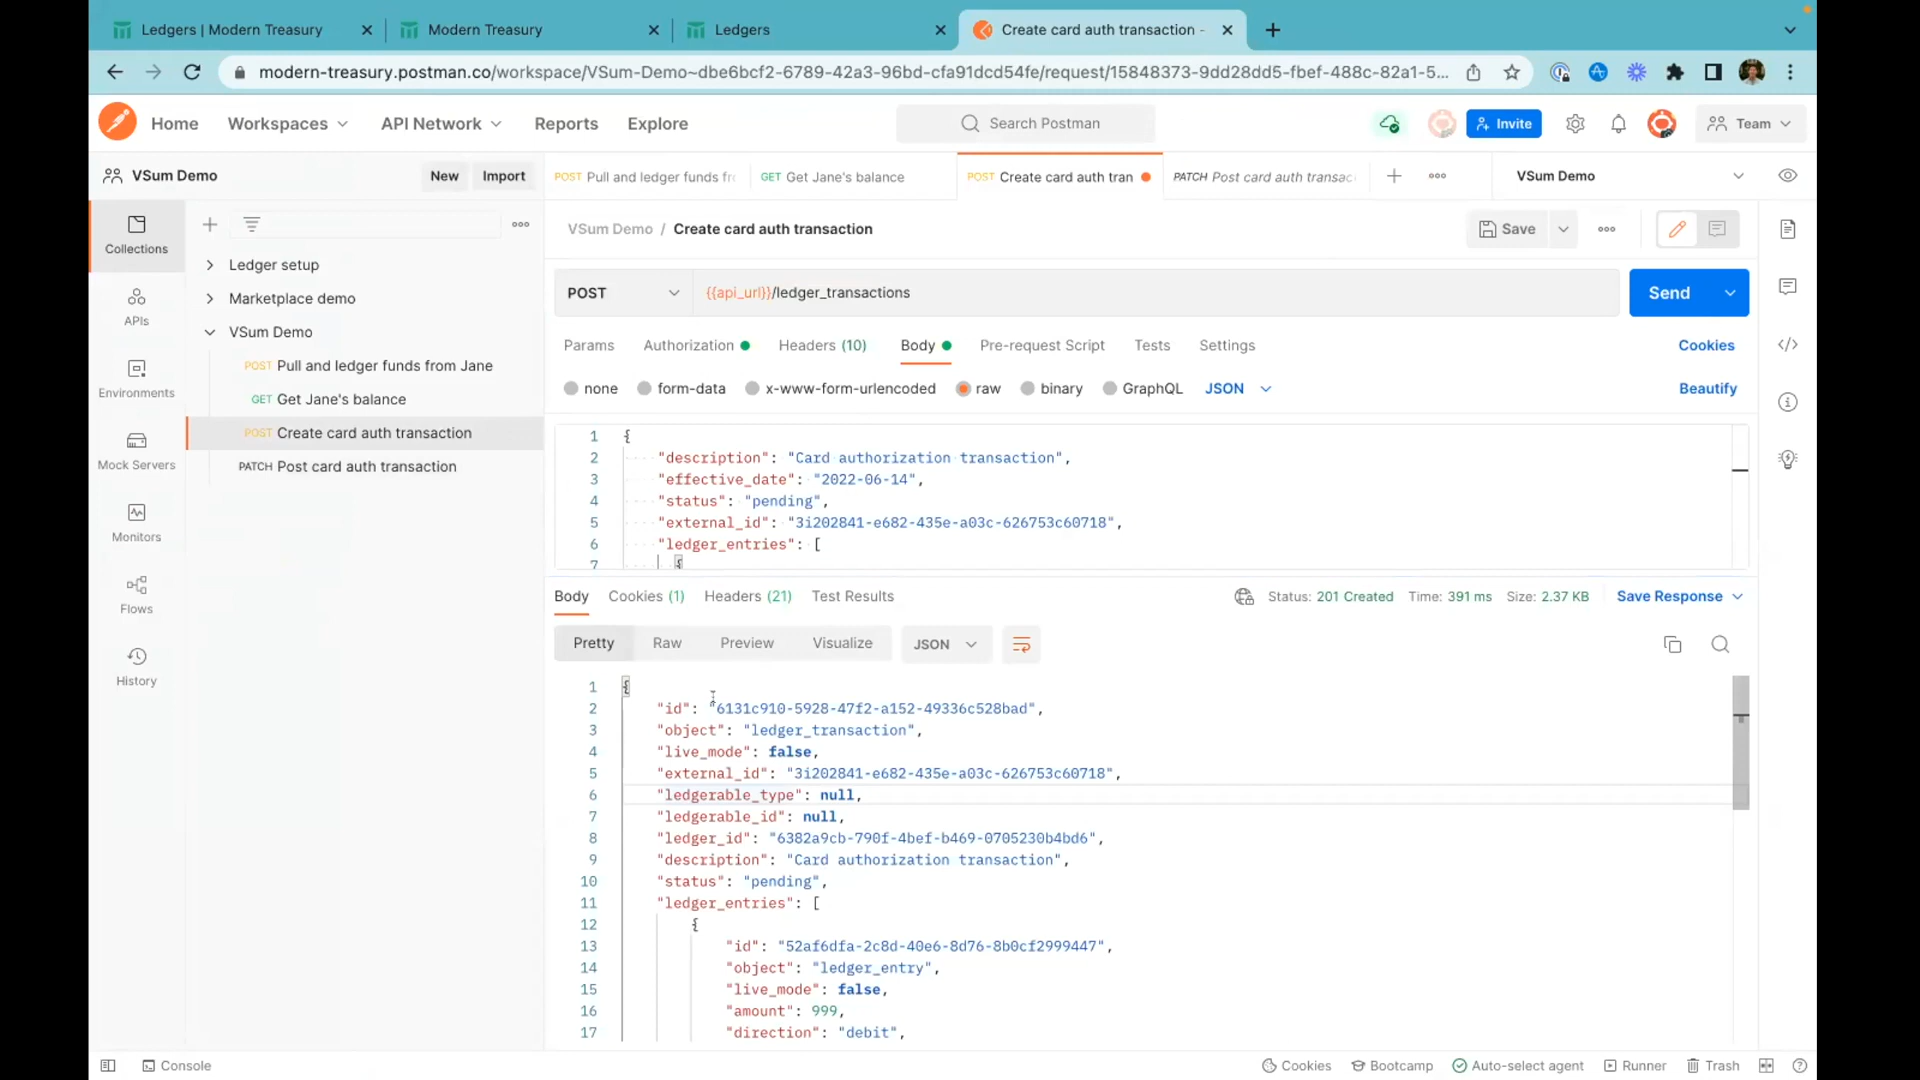 Ledgers | Modern Treasury
Modern Treasury
Ledgers
Create card auth transaction -
modern-treasury.postman.co/workspace/VSum-Demo~dbe6bcf2-6789-42a3-96bd-cfa91dcd54fe/request/15848373-9dd28dd5-fbef-488c-82a1-5...
Home
Workspaces
API Network
Reports
Explore
Search Postman
Invite
Team
VSum Demo
New
Import
POST Pull and ledger funds fr
GET Get Jane's balance
POST Create card auth tran
PATCH Post card auth transac
VSum Demo
Collections
APIs
Environments
Mock Servers
Monitors
Flows
History
Ledger setup
Marketplace demo
VSum Demo
POST Pull and ledger funds from Jane
GET Get Jane's balance
POST Create card auth transaction
PATCH Post card auth transaction
VSum Demo / Create card auth transaction
Save
POST
{{api_url}}/ledger_transactions
Send
Params
Authorization
Headers (10)
Body
Pre-request Script
Tests
Settings
Cookies
none
form-data
x-www-form-urlencoded
raw
binary
GraphQL
JSON
Beautify
1 {
2 "description": "Card authorization transaction",
3 "effective_date": "2022-06-14",
4 "status": "pending",
5 "external_id": "3i202841-e682-435e-a03c-626753c60718",
6 "ledger_entries": [
7 {
Body
Cookies (1)
Headers (21)
Test Results
Status: 201 Created
Time: 391 ms
Size: 2.37 KB
Save Response
Pretty
Raw
Preview
Visualize
JSON
1 {
2 "id": "6131c910-5928-47f2-a152-49336c528bad",
3 "object": "ledger_transaction",
4 "live_mode": false,
5 "external_id": "3i202841-e682-435e-a03c-626753c60718",
6 "ledgerable_type": null,
7 "ledgerable_id": null,
8 "ledger_id": "6382a9cb-790f-4bef-b469-0705230b4bd6",
9 "description": "Card authorization transaction",
10 "status": "pending",
11 "ledger_entries": [
12 {
13 "id": "52af6dfa-2c8d-40e6-8d76-8b0cf2999447",
14 "object": "ledger_entry",
15 "live_mode": false,
16 "amount": 999,
17 "direction": "debit",
Console
Cookies
Bootcamp
Auto-select agent
Runner
Trash